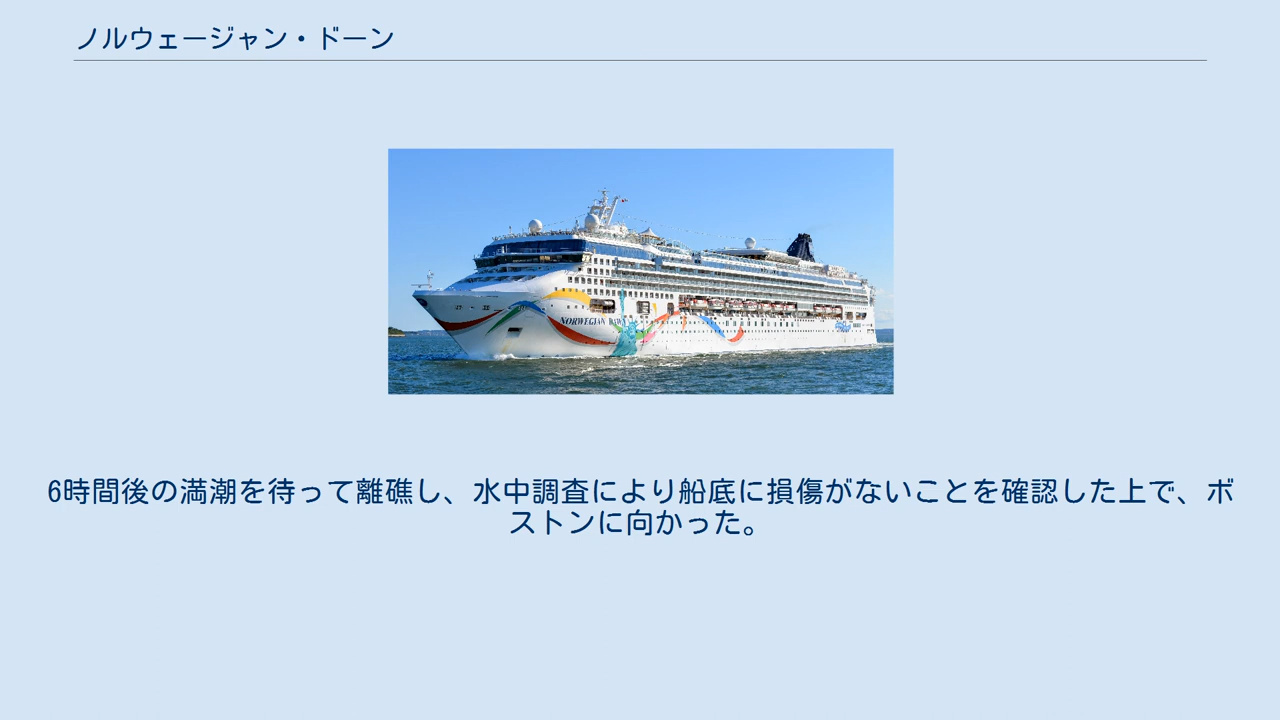 ノルウェージャン・ドーン
NORWEGIAN DAWN
6時間後の満潮を待って離礁し、水中調査により船底に損傷がないことを確認した上で、ボ
ストンに向かった。